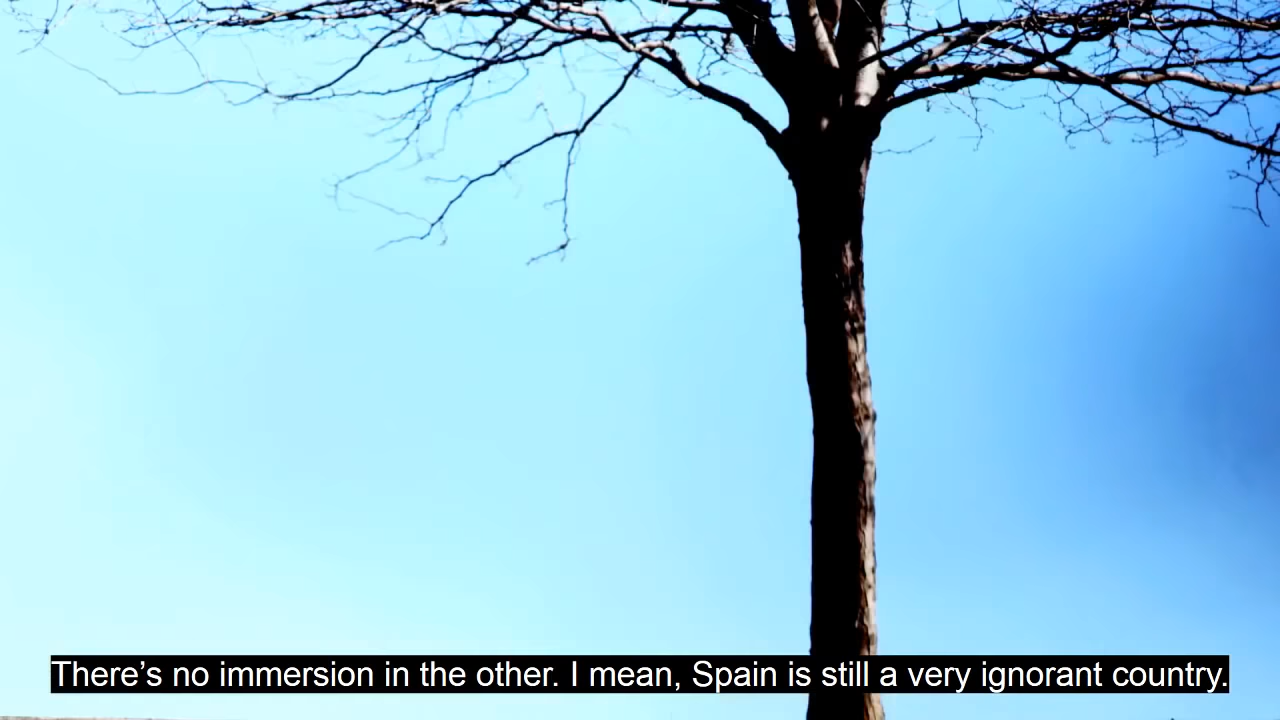 There’s no immersion in the other. I mean, Spain is still a very ignorant country.